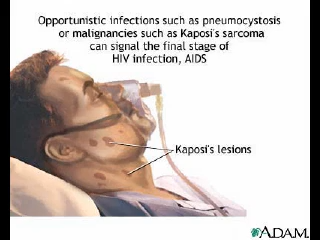 Opportunistic infections such as pneumocystosis
or malignancies such as Kaposi's sarcoma
can signal the final stage of
HIV infection, AIDS
Kaposi's lesions
ADAM.